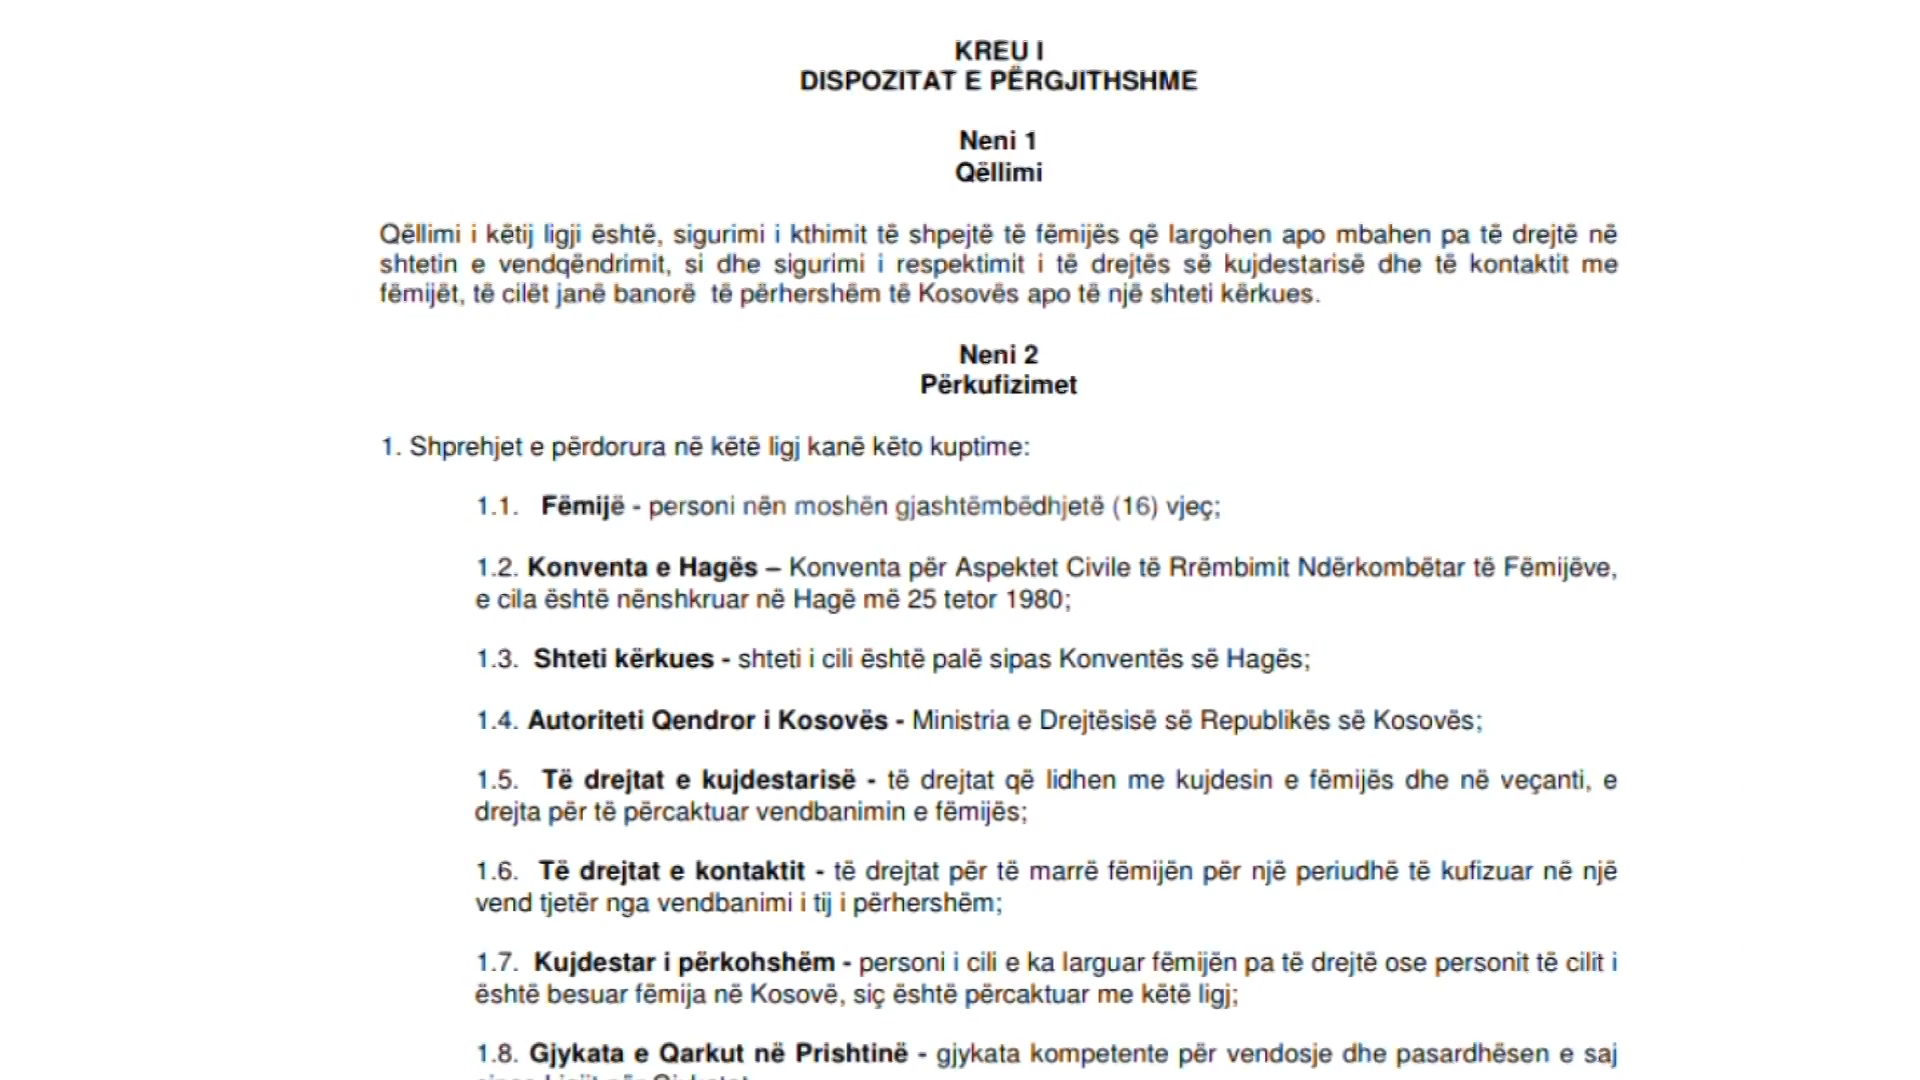 KREU I
DISPOZITAT E PËRGJITHSHME
Neni 1
Qëllimi
Qëllimi i këtij ligji është, sigurimi i kthimit të shpejtë të fëmijës që largohen apo mbahen pa të drejtë në
shtetin e vendqëndrimit, si dhe sigurimi i respektimit i të drejtës së kujdestarisë dhe të kontaktit me
fëmijët, të cilët janë banorë të përhershëm të Kosovës apo të një shteti kërkues.
Neni 2
Përkufizimet
1. Shprehjet e përdorura në këtë ligj kanë këto kuptime:
1.1. Fëmijë - personi nën moshën gjashtëmbëdhjetë (16) vjeç;
1.2. Konventa e Hagës – Konventa për Aspektet Civile të Rrëmbimit Ndërkombëtar të Fëmijëve,
e cila është nënshkruar në Hagë më 25 tetor 1980;
1.3. Shteti kërkues - shteti i cili është palë sipas Konventës së Hagës;
1.4. Autoriteti Qendror i Kosovës - Ministria e Drejtësisë së Republikës së Kosovës;
1.5. Të drejtat e kujdestarisë - të drejtat që lidhen me kujdesin e fëmijës dhe në veçanti, e
drejta për të përcaktuar vendbanimin e fëmijës;
1.6. Të drejtat e kontaktit - të drejtat për të marrë fëmijën për një periudhë të kufizuar në një
vend tjetër nga vendbanimi i tij i përhershëm;
1.7. Kujdestar i përkohshëm - personi i cili e ka larguar fëmijën pa të drejtë ose personit të cilit i
është besuar fëmija në Kosovë, siç është përcaktuar me këtë ligj;
1.8. Gjykata e Qarkut në Prishtinë - gjykata kompetente për vendosje dhe pasardhësen e saj